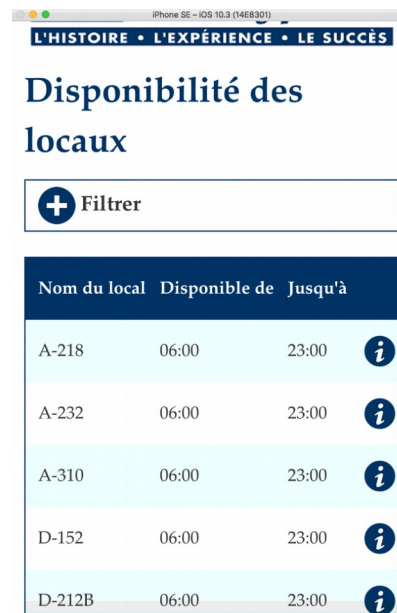 iPhone SE – iOS 10.3 (14E8301)
L'HISTOIRE • L'EXPÉRIENCE • LE SUCCÈS
Disponibilité des
locaux
Filtrer
Nom du local Disponible de Jusqu'à
A-218 06:00 23:00 i
A-232 06:00 23:00 i
A-310 06:00 23:00 i
D-152 06:00 23:00 i
D-212B 06:00 23:00 i